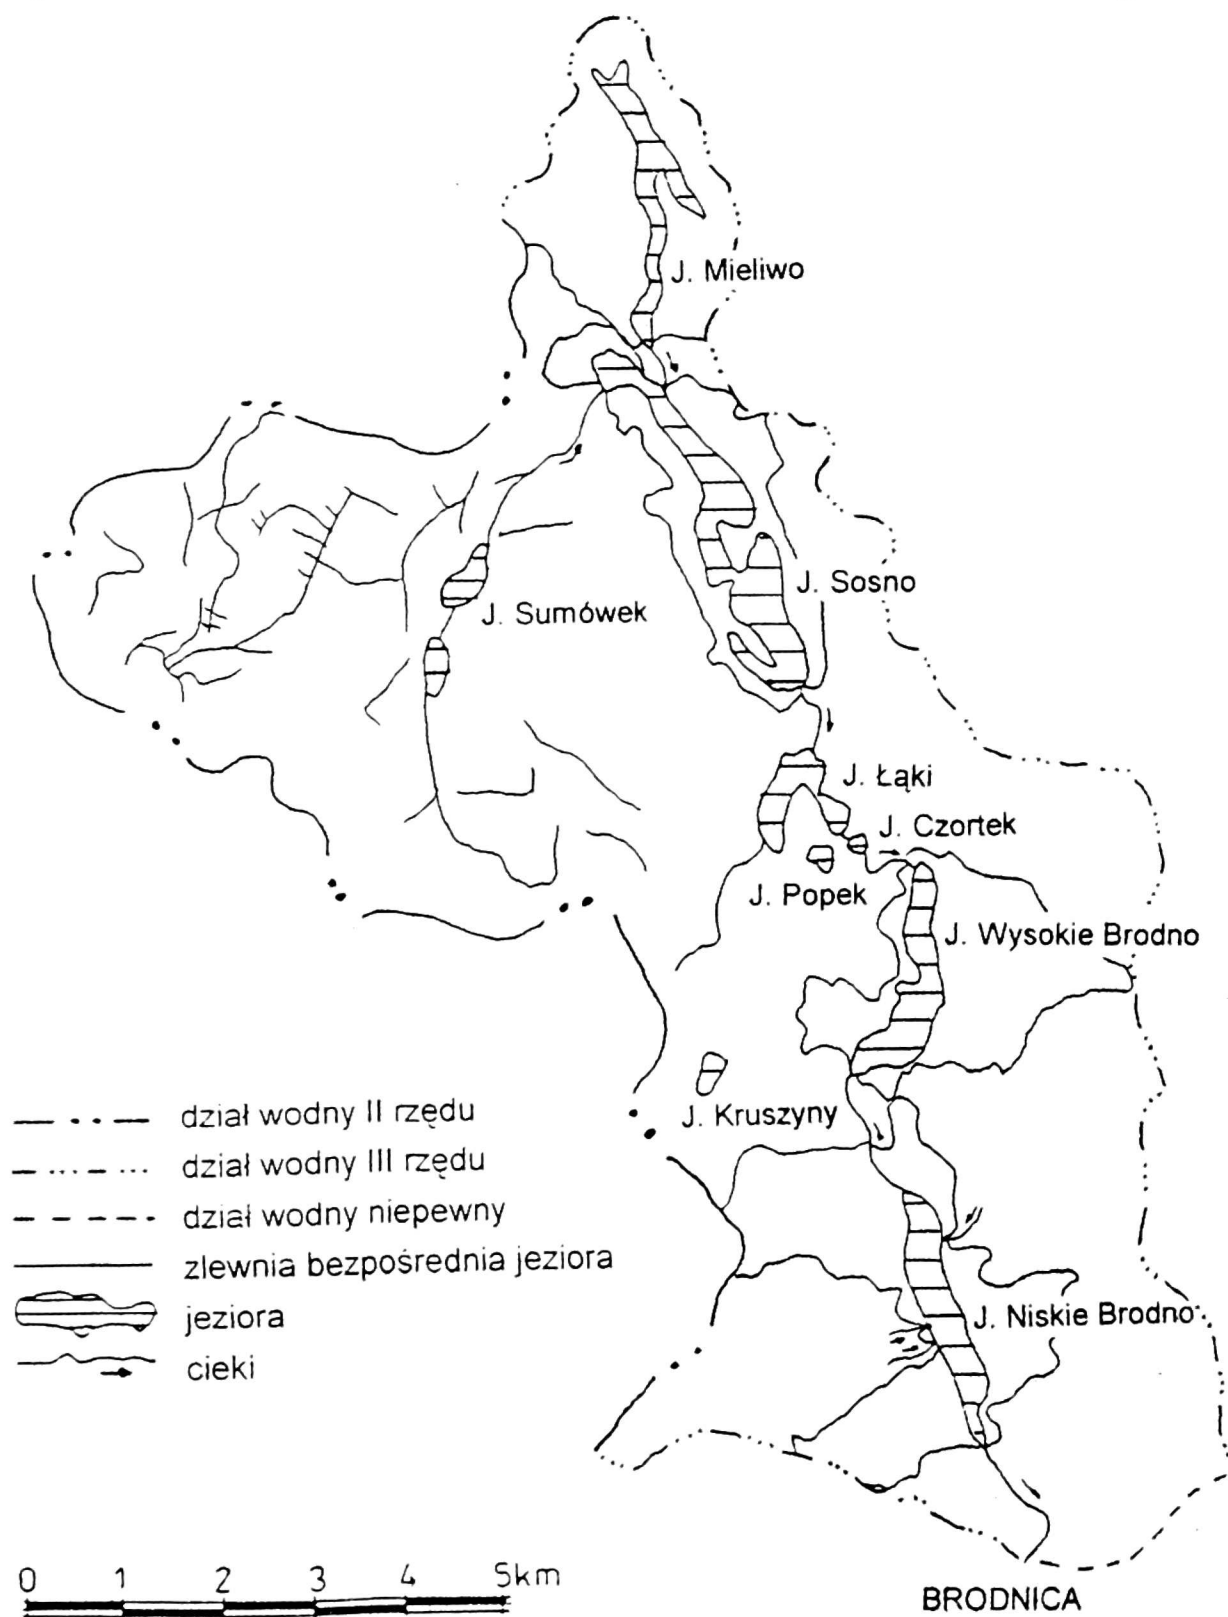 J. Mieliwo
J. Sosno
J. Sumówek
J. Łąki
J. Czortek
J. Popek
J. Wysokie Brodno
J. Kruszyny
dział wodny II rzędu
dział wodny III rzędu
dział wodny niepewny
zlewnia bezpośrednia jeziora
jeziora
cieki
J. Niskie Brodno
0 1 2 3 4 5km
BRODNICA